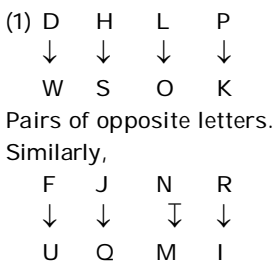 (1) D H L P
↓ ↓ ↓ ↓
W S O K
Pairs of opposite letters.
Similarly,
F J N R
↓ ↓ ↓ ↓
U Q M I